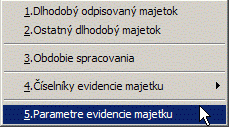 1.Dlhodobý odpisovaný majetok
2.Ostatný dlhodobý majetok
3.Obdobie spracovania
4.Číselníky evidencie majetku
5.Parametre evidencie majetku